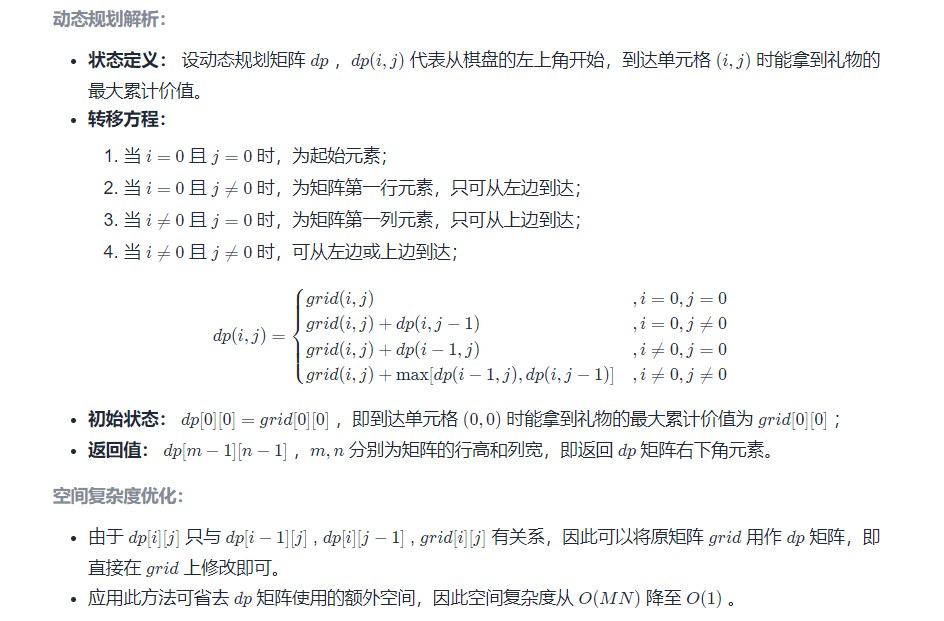 动态规划解析：
• 状态定义： 设动态规划矩阵 dp ，dp(i, j) 代表从棋盘的左上角开始，到达单元格 (i, j) 时能拿到礼物的
最大累计价值。
• 转移方程：
1. 当 i = 0 且 j = 0 时，为起始元素；
2. 当 i = 0 且 j ≠ 0 时，为矩阵第一行元素，只可从左边到达；
3. 当 i ≠ 0 且 j = 0 时，为矩阵第一列元素，只可从上边到达；
4. 当 i ≠ 0 且 j ≠ 0 时，可从左边或上边到达；
grid(i, j) , i = 0, j = 0
grid(i, j) + dp(i, j − 1) , i = 0, j ≠ 0
dp(i, j) = {
grid(i, j) + dp(i − 1, j) , i ≠ 0, j = 0
grid(i, j) + max[dp(i − 1, j), dp(i, j − 1)] , i ≠ 0, j ≠ 0
• 初始状态： dp[0][0] = grid[0][0] ，即到达单元格 (0, 0) 时能拿到礼物的最大累计价值为 grid[0][0] ；
• 返回值： dp[m − 1][n − 1] ，m, n 分别为矩阵的行高和列宽，即返回 dp 矩阵右下角元素。
空间复杂度优化：
• 由于 dp[i][j] 只与 dp[i − 1][j] , dp[i][j − 1] , grid[i][j] 有关系，因此可以将原矩阵 grid 用作 dp 矩阵，即
直接在 grid 上修改即可。
• 应用此方法可省去 dp 矩阵使用的额外空间，因此空间复杂度从 O(MN) 降至 O(1) 。